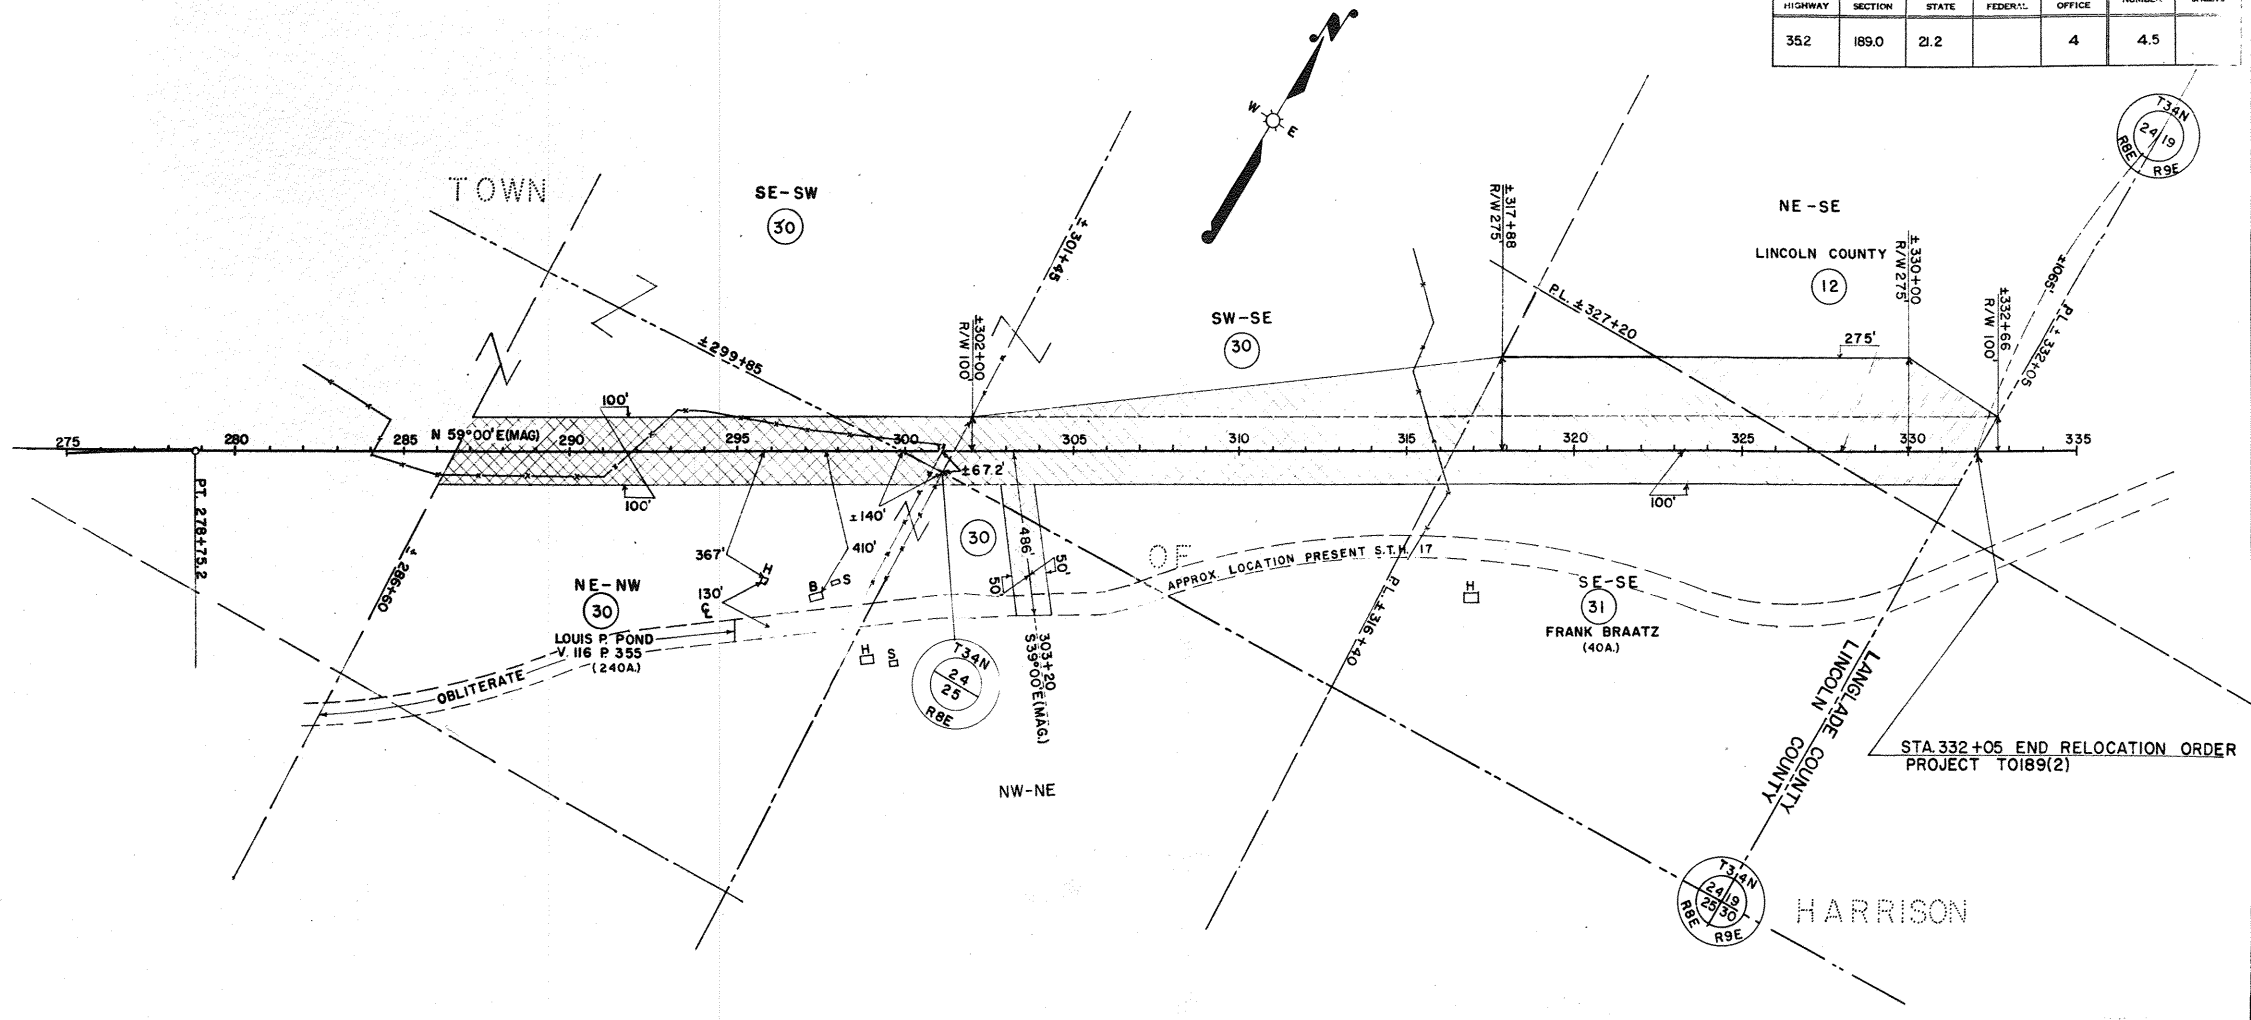 HIGHWAY SECTION STATE FEDERAL OFFICE NUMBER
35.2 189.0 21.2 4 4.5
TOWN
SE-SW
30
N
W
E
T34N
24 19
R8E
R9E
NE-SE
LINCOLN COUNTY
12
±301+45
±317+88
R/W 275'
±330+00
R/W 275'
±332+66
R/W 100'
±1065'
P.L. ±332+05
P.L. ±327+20
275'
SW-SE
30
±302+00
R/W 100'
±299+85
100'
N 59°00'E(MAG)
275 280 285 290 295 300 305 310 315 320 325 330 335
±67.2'
100'
100'
±140'
PT. 278+75.2
±286+60
367'
410'
H
B S
130'
℄
30
486'
50' 50'
303+20
S39°00'E(MAG.)
OF
APPROX. LOCATION PRESENT S.T.H. 17
P.L. ±316+40
H
SE-SE
31
FRANK BRAATZ
(40A.)
NE-NW
30
LOUIS P. POND
V. 116 P. 355
(240A.)
OBLITERATE
H S
T34N
24
25
R8E
NW-NE
LANGLADE COUNTY
LINCOLN COUNTY
STA. 332+05 END RELOCATION ORDER
PROJECT T0189(2)
T34N
24 19
25 30
R8E
R9E
HARRISON